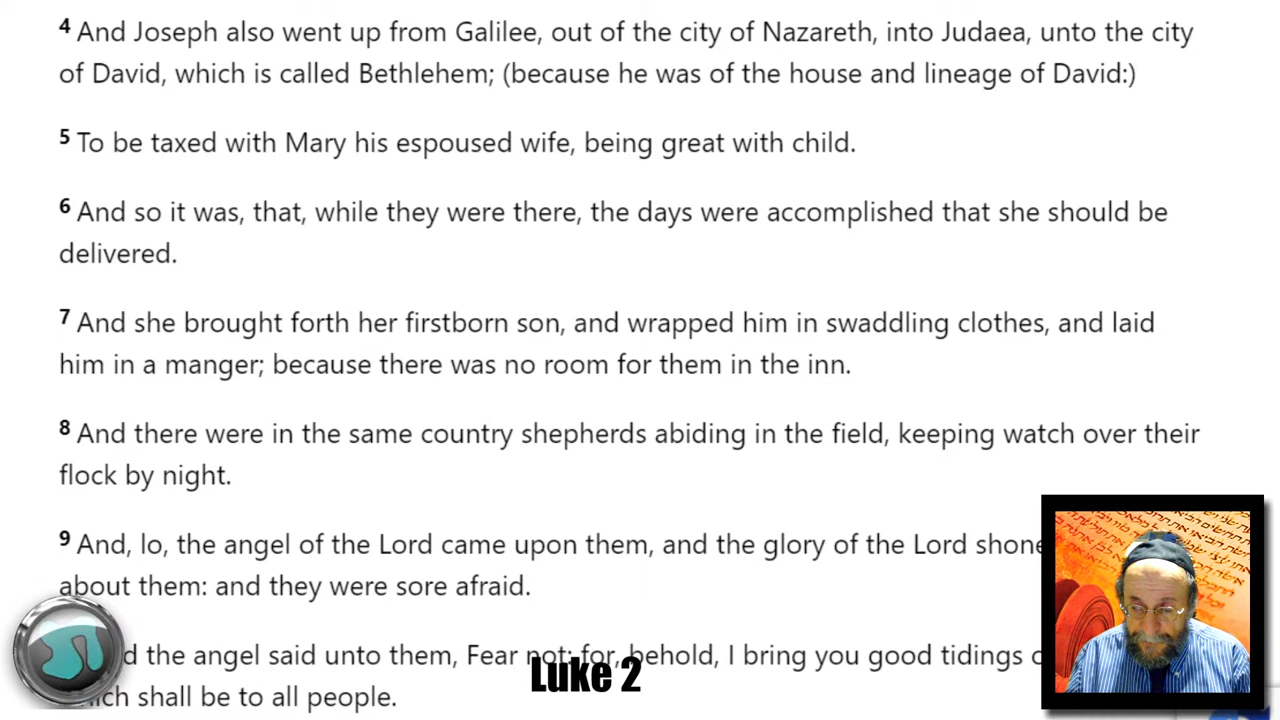 4 And Joseph also went up from Galilee, out of the city of Nazareth, into Judaea, unto the city
of David, which is called Bethlehem; (because he was of the house and lineage of David:)
5 To be taxed with Mary his espoused wife, being great with child.
6 And so it was, that, while they were there, the days were accomplished that she should be
delivered.
7 And she brought forth her firstborn son, and wrapped him in swaddling clothes, and laid
him in a manger; because there was no room for them in the inn.
8 And there were in the same country shepherds abiding in the field, keeping watch over their
flock by night.
9 And, lo, the angel of the Lord came upon them, and the glory of the Lord shone
about them: and they were sore afraid.
the angel said unto them, Fear not: for, behold, I bring you good tidings
shall be to all people.
Luke 2